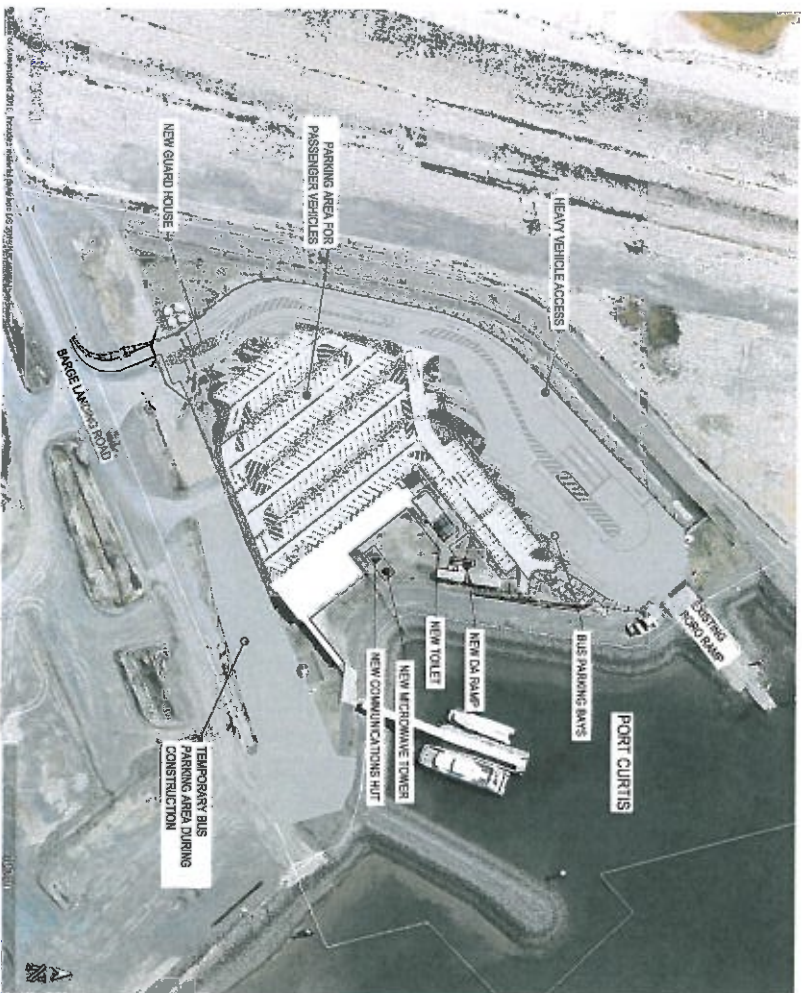 HEAVY VEHICLE ACCESS
PARKING AREA FOR
PASSENGER VEHICLES
NEW GUARD HOUSE
BARGE LANDING ROAD
EXISTING
RORO RAMP
PORT CURTIS
BUS PARKING BAYS
NEW DA RAMP
NEW TOILET
NEW MICROWAVE TOWER
NEW COMMUNICATIONS HUT
TEMPORARY BUS
PARKING AREA DURING
CONSTRUCTION